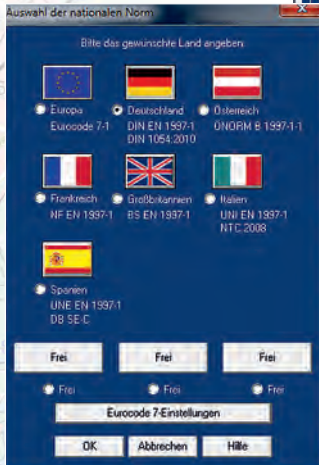 Auswahl der nationalen Norm
Bitte das gewünschte Land angeben:
Europa
Eurocode 7-1
Deutschland
DIN EN 1997-1
DIN 1054:2010
Österreich
ÖNORM B 1997-1-1
Frankreich
NF EN 1997-1
Großbritannien
BS EN 1997-1
Italien
UNI EN 1997-1
NTC 2008
Spanien
UNE EN 1997-1
DB SE-C
Frei Frei Frei
Frei Frei Frei
Eurocode 7-Einstellungen
OK Abbrechen Hilfe